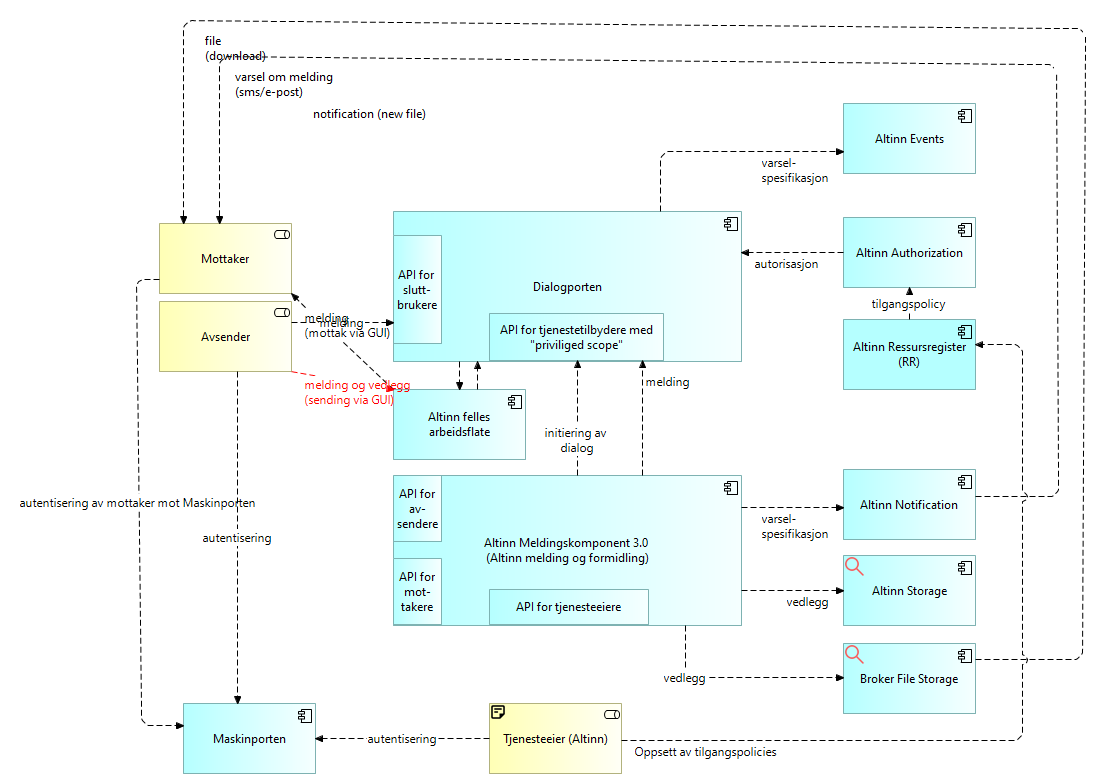 file
(download)
varsel om melding
(sms/e-post)
notification (new file)
Altinn Events
varsel-
spesifikasjon
Mottaker
API for
slutt-
brukere
Dialogporten
Altinn Authorization
autorisasjon
tilgangspolicy
Avsender
melding
melding
(mottak via GUI)
API for tjenestetilbydere med
"priviliged scope"
Altinn Ressursregister
(RR)
melding og vedlegg
(sending via GUI)
melding
Altinn felles
arbeidsflate
initiering av
dialog
autentisering av mottaker mot Maskinporten
API for
av-
sendere
Altinn Meldingskomponent 3.0
(Altinn melding og formidling)
varsel-
spesifikasjon
Altinn Notification
autentisering
API for
mot-
takere
API for tjenesteeiere
vedlegg
Altinn Storage
vedlegg
Broker File Storage
Maskinporten
autentisering
Tjenesteeier (Altinn)
Oppsett av tilgangspolicies